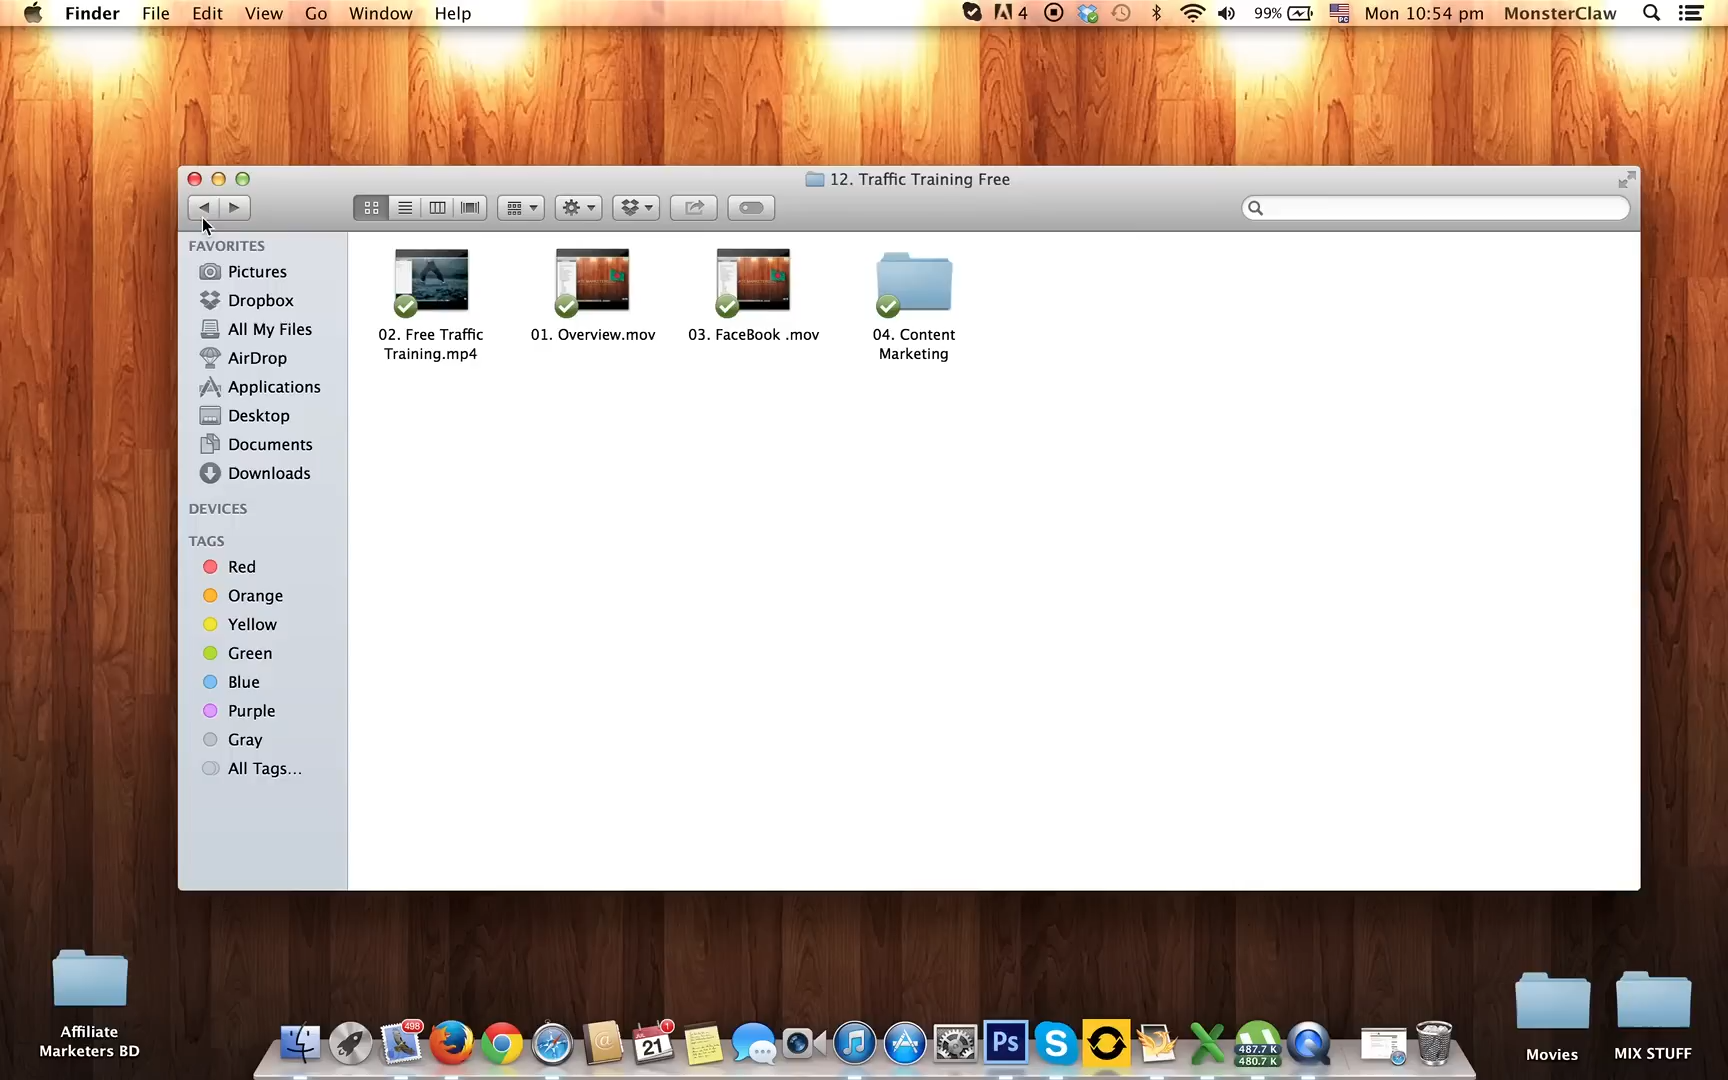 Finder File Edit View Go Window Help
4 99% Mon 10:54 pm MonsterClaw
12. Traffic Training Free
FAVORITES
Pictures
Dropbox
All My Files
AirDrop
Applications
Desktop
Documents
Downloads
DEVICES
TAGS
Red
Orange
Yellow
Green
Blue
Purple
Gray
All Tags...
02. Free Traffic
Training.mp4
01. Overview.mov
03. FaceBook .mov
04. Content
Marketing
Affiliate
Marketers BD
Movies
MIX STUFF
498
1
21
Ps
487.7 K
480.7 K